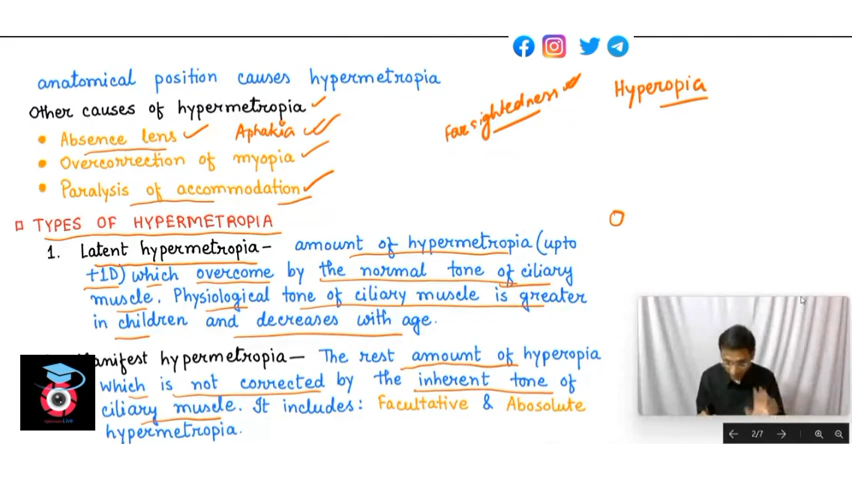 anatomical position causes hypermetropia
Other causes of hypermetropia
Hyperopia
Farsightedness
• Absence lens Aphakia
• Overcorrection of myopia
• Paralysis of accommodation
TYPES OF HYPERMETROPIA
1. Latent hypermetropia- amount of hypermetropia (upto
+1D) which overcome by the normal tone of ciliary
muscle. Physiological tone of ciliary muscle is greater
in children and decreases with age.
Manifest hypermetropia- The rest amount of hyperopia
which is not corrected by the inherent tone of
ciliary muscle. It includes: Facultative & Abosolute
hypermetropia.
2/7